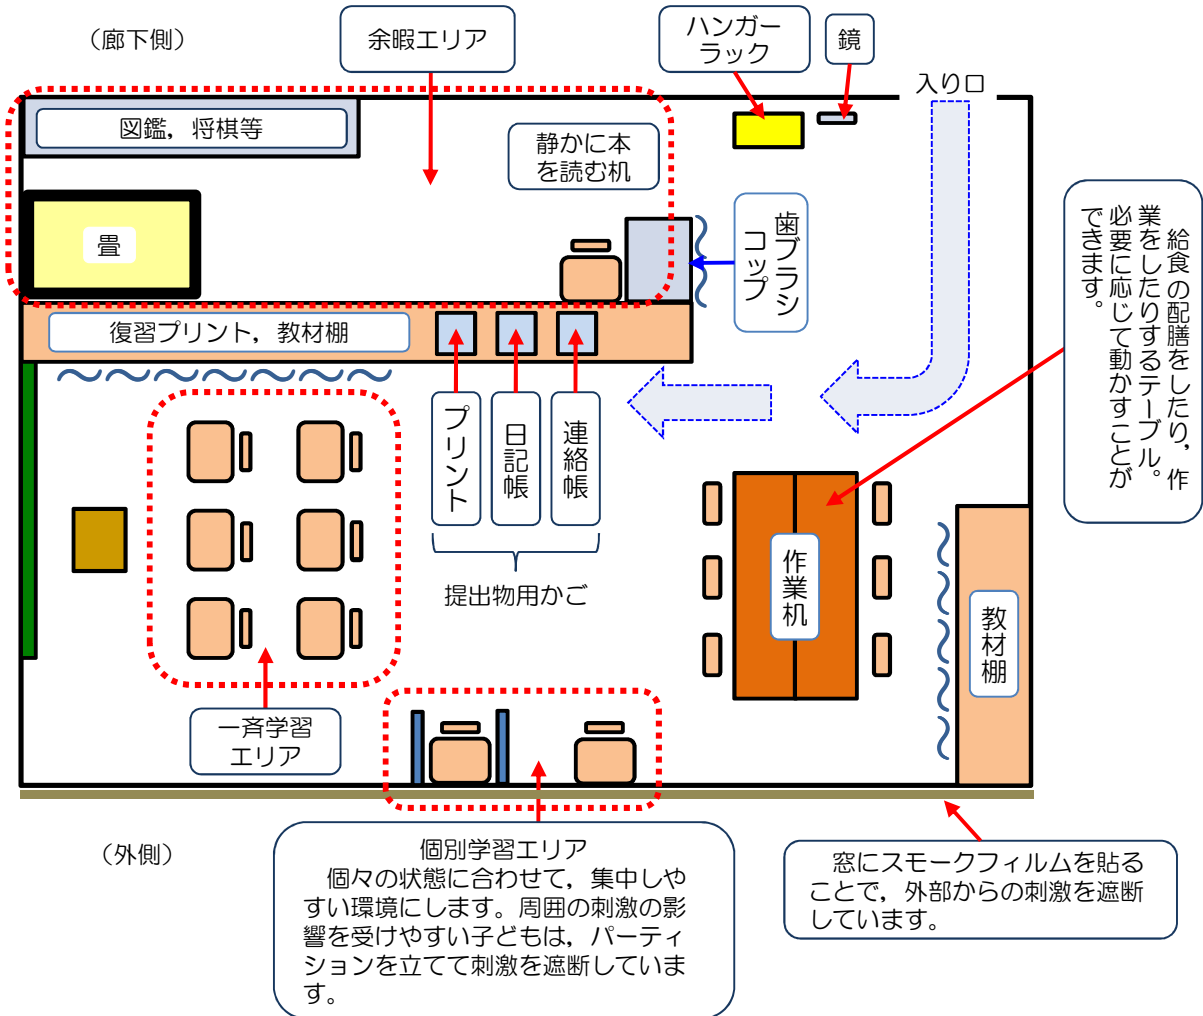 （廊下側）
余暇エリア
ハンガー
ラック
鏡
入り口
図鑑，将棋等
静かに本
を読む机
畳
歯ブラシ
コップ
　給食の配膳をしたり，作
業をしたりするテーブル。
必要に応じて動かすことが
できます。
復習プリント，教材棚
プリント
日記帳
連絡帳
提出物用かご
作業机
教材棚
一斉学習
エリア
（外側）
個別学習エリア
　個々の状態に合わせて，集中しや
すい環境にします。周囲の刺激の影
響を受けやすい子どもは，パーティ
ションを立てて刺激を遮断していま
す。
　窓にスモークフィルムを貼る
ことで，外部からの刺激を遮断
しています。